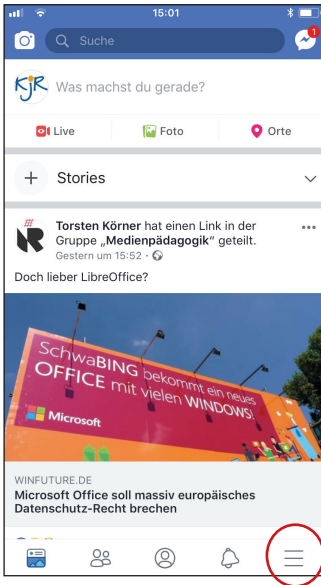 15:01
Suche
1
KjR
Was machst du gerade?
Live
Foto
Orte
Stories
Torsten Körner hat einen Link in der
Gruppe „Medienpädagogik“ geteilt.
Gestern um 15:52 ·
Doch lieber LibreOffice?
SchwaBING bekommt ein neues
OFFICE mit vielen WINDOWS!
Microsoft
WINFUTURE.DE
Microsoft Office soll massiv europäisches
Datenschutz-Recht brechen